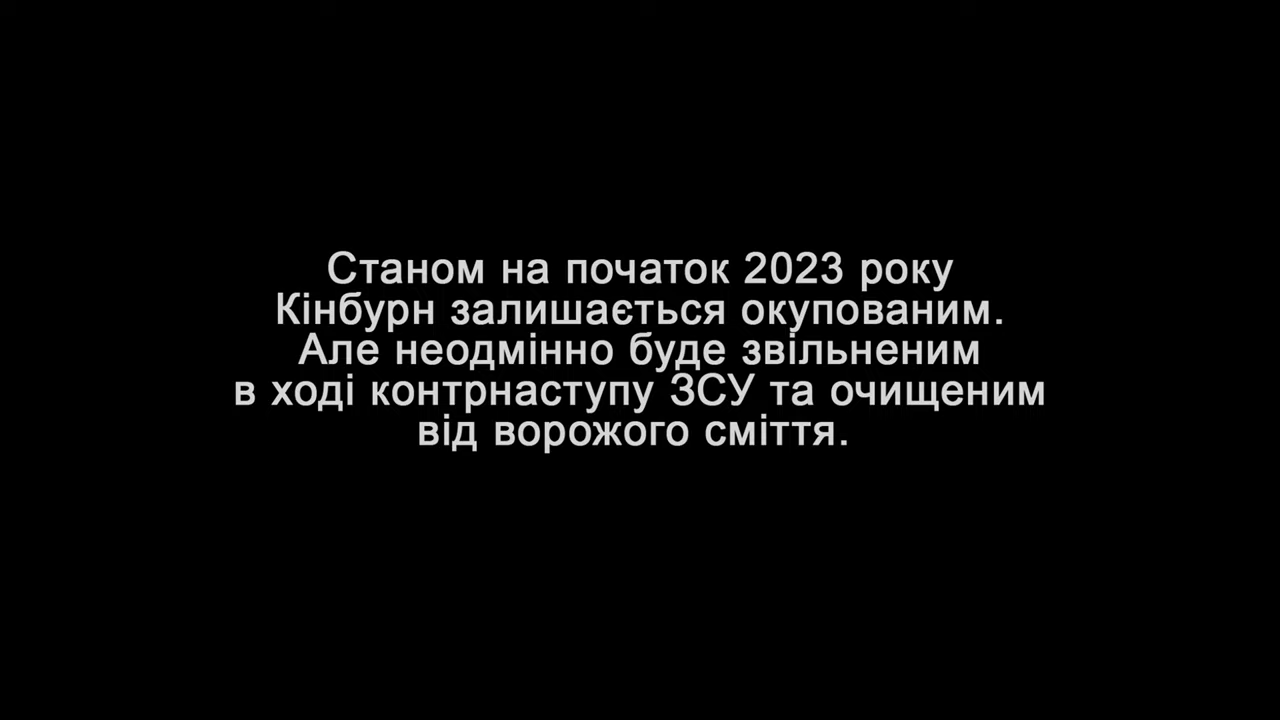 Станом на початок 2023 року
Кінбурн залишається окупованим.
Але неодмінно буде звільненим
в ході контрнаступу ЗСУ та очищеним
від ворожого сміття.